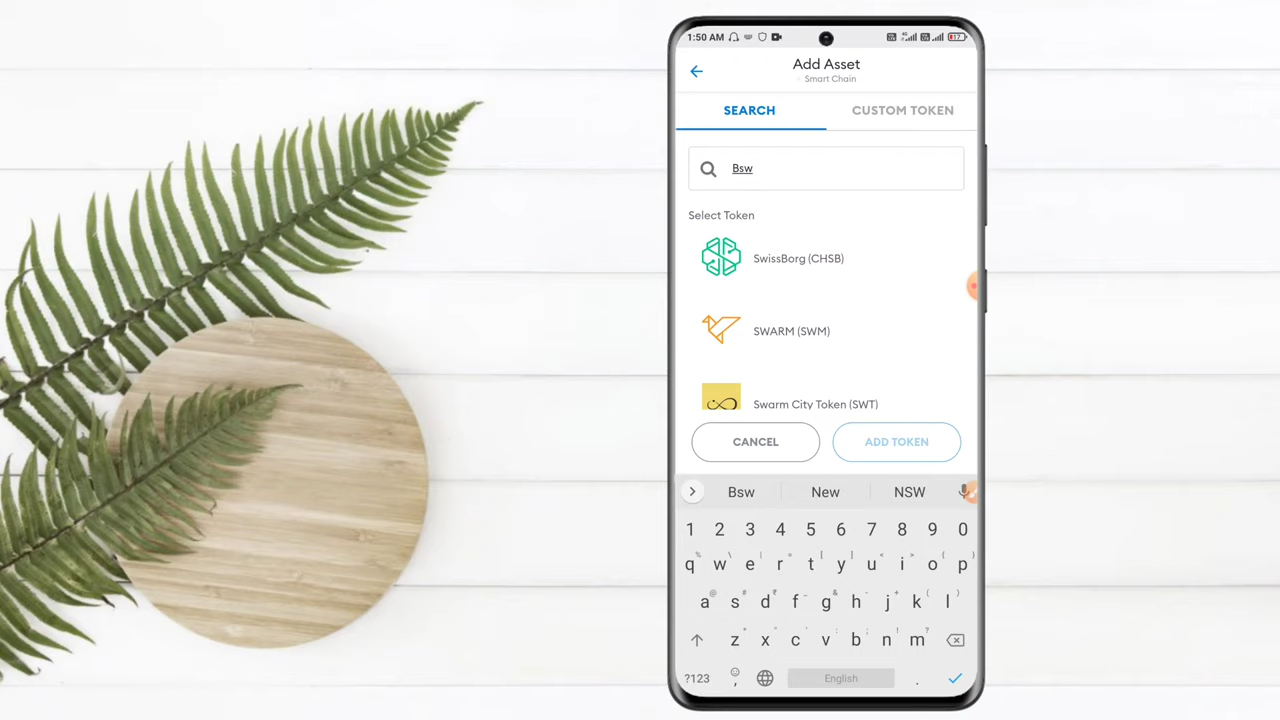 1:50 AM
17
Add Asset
Smart Chain
SEARCH
CUSTOM TOKEN
Bsw
Select Token
SwissBorg (CHSB)
SWARM (SWM)
Swarm City Token (SWT)
CANCEL
ADD TOKEN
Bsw New NSW
1 2 3 4 5 6 7 8 9 0
q w e r t y u i o p
a s d f g h j k l
z x c v b n m
?123 , English .